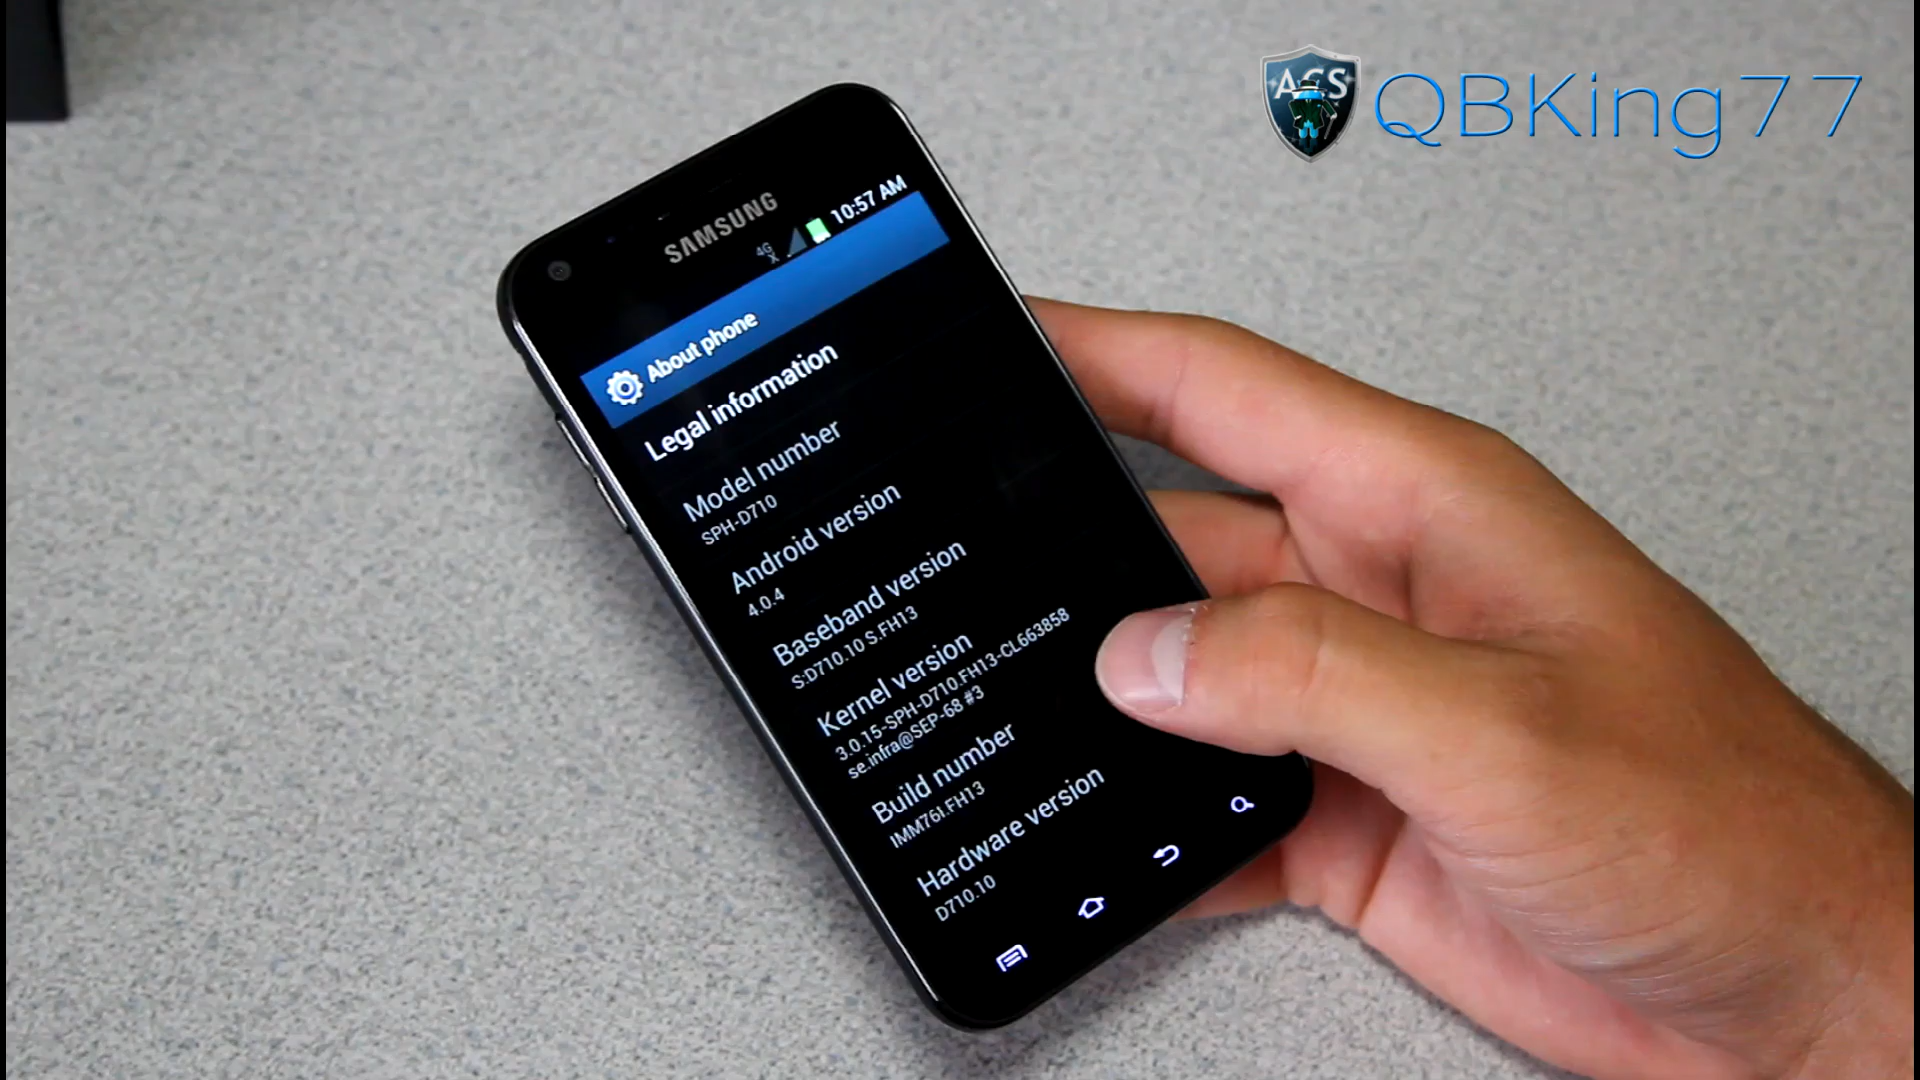 ACS
QBKing77
SAMSUNG
4G
10:57 AM
About phone
Legal information
Model number
SPH-D710
Android version
4.0.4
Baseband version
S:D710.10 S.FH13
Kernel version
3.0.15-SPH-D710.FH13-CL663858
se.infra@SEP-68 #3
Build number
IMM76I.FH13
Hardware version
D710.10